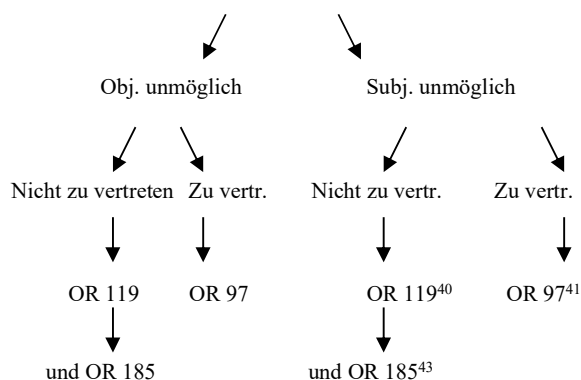 Obj. unmöglich Subj. unmöglich
Nicht zu vertreten Zu vertr. Nicht zu vertr. Zu vertr.
OR 119 OR 97 OR 119⁴⁰ OR 97⁴¹
und OR 185 und OR 185⁴³